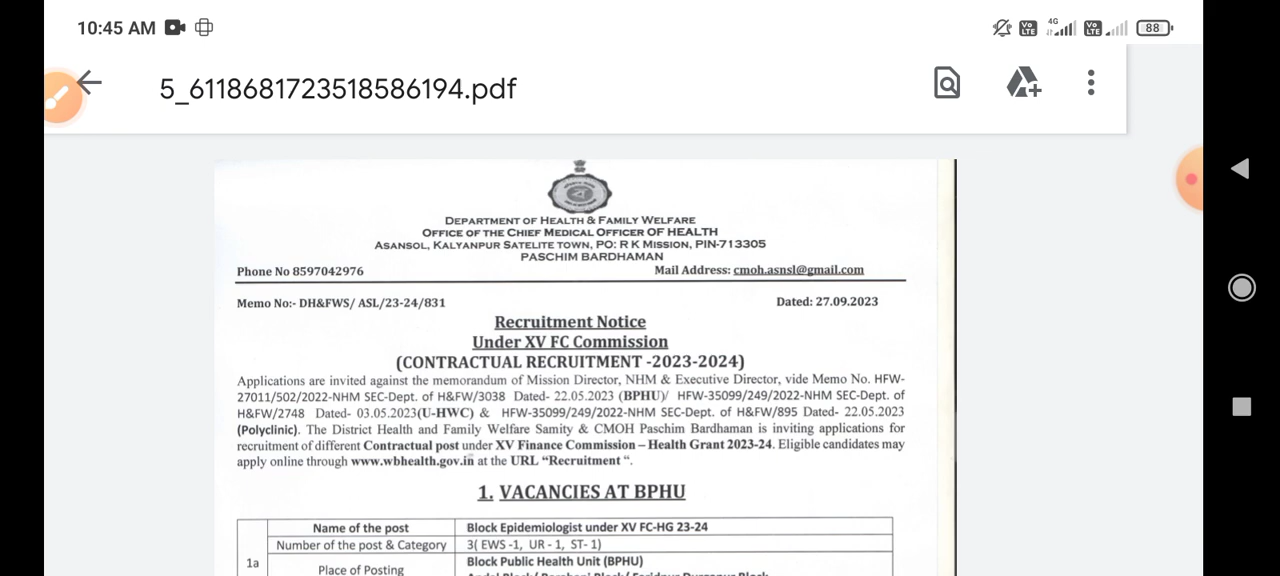 10:45 AM
4G
Vo LTE
Vo LTE
88
5_6118681723518586194.pdf
DEPARTMENT OF HEALTH & FAMILY WELFARE
OFFICE OF THE CHIEF MEDICAL OFFICER OF HEALTH
ASANSOL, KALYANPUR SATELITE TOWN, PO: R K MISSION, PIN-713305
PASCHIM BARDHAMAN
Phone No 8597042976 Mail Address: cmoh.asnsl@gmail.com
Memo No:- DH&FWS/ ASL/23-24/831 Dated: 27.09.2023
Recruitment Notice
Under XV FC Commission
(CONTRACTUAL RECRUITMENT -2023-2024)
Applications are invited against the memorandum of Mission Director, NHM & Executive Director, vide Memo No. HFW-
27011/502/2022-NHM SEC-Dept. of H&FW/3038 Dated- 22.05.2023 (BPHU)/ HFW-35099/249/2022-NHM SEC-Dept. of
H&FW/2748 Dated- 03.05.2023(U-HWC) & HFW-35099/249/2022-NHM SEC-Dept. of H&FW/895 Dated- 22.05.2023
(Polyclinic). The District Health and Family Welfare Samity & CMOH Paschim Bardhaman is inviting applications for
recruitment of different Contractual post under XV Finance Commission – Health Grant 2023-24. Eligible candidates may
apply online through www.wbhealth.gov.in at the URL “Recruitment “.
1. VACANCIES AT BPHU
1a
Name of the post Block Epidemiologist under XV FC-HG 23-24
Number of the post & Category 3( EWS -1, UR - 1, ST- 1)
Place of Posting Block Public Health Unit (BPHU)